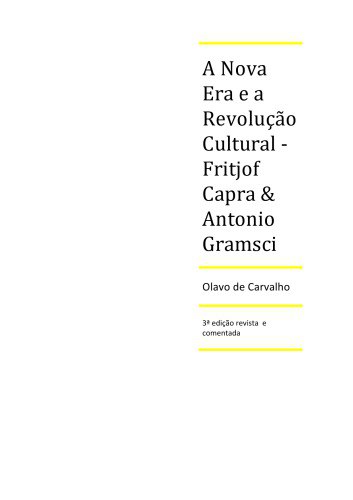 A Nova
Era e a
Revolução
Cultural -
Fritjof
Capra &
Antonio
Gramsci
Olavo de Carvalho
3ª edição revista e
comentada